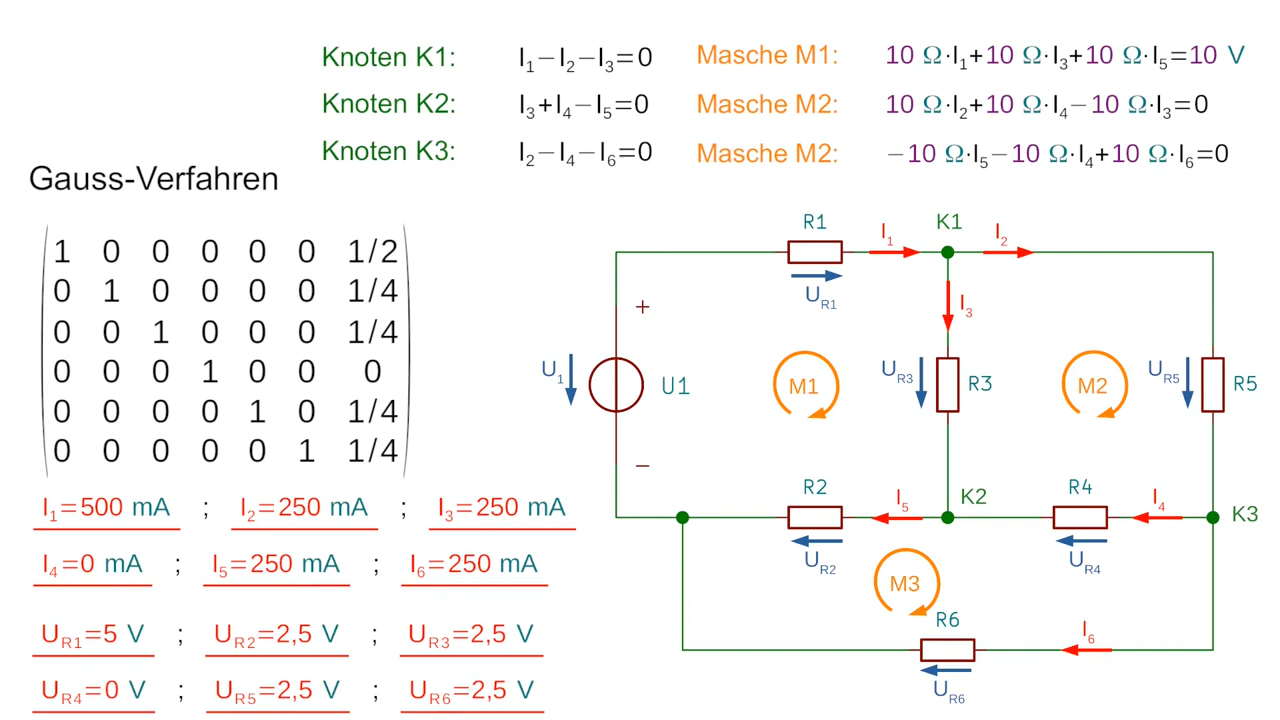 Knoten K1: I₁−I₂−I₃=0 Masche M1: 10 Ω·I₁+10 Ω·I₃+10 Ω·I₅=10 V
Knoten K2: I₃+I₄−I₅=0 Masche M2: 10 Ω·I₂+10 Ω·I₄−10 Ω·I₃=0
Knoten K3: I₂−I₄−I₆=0 Masche M2: −10 Ω·I₅−10 Ω·I₄+10 Ω·I₆=0
Gauss-Verfahren
1 0 0 0 0 0 1/2
0 1 0 0 0 0 1/4
0 0 1 0 0 0 1/4
0 0 0 1 0 0 0
0 0 0 0 1 0 1/4
0 0 0 0 0 1 1/4
I₁=500 mA ; I₂=250 mA ; I₃=250 mA
I₄=0 mA ; I₅=250 mA ; I₆=250 mA
U_R1=5 V ; U_R2=2,5 V ; U_R3=2,5 V
U_R4=0 V ; U_R5=2,5 V ; U_R6=2,5 V
R1 I₁ K1 I₂
U_R1
+
I₃
U₁ U1 M1 U_R3 R3 M2 U_R5 R5
−
R2 I₅ K2 R4 I₄ K3
U_R2 U_R4
M3
R6 I₆
U_R6